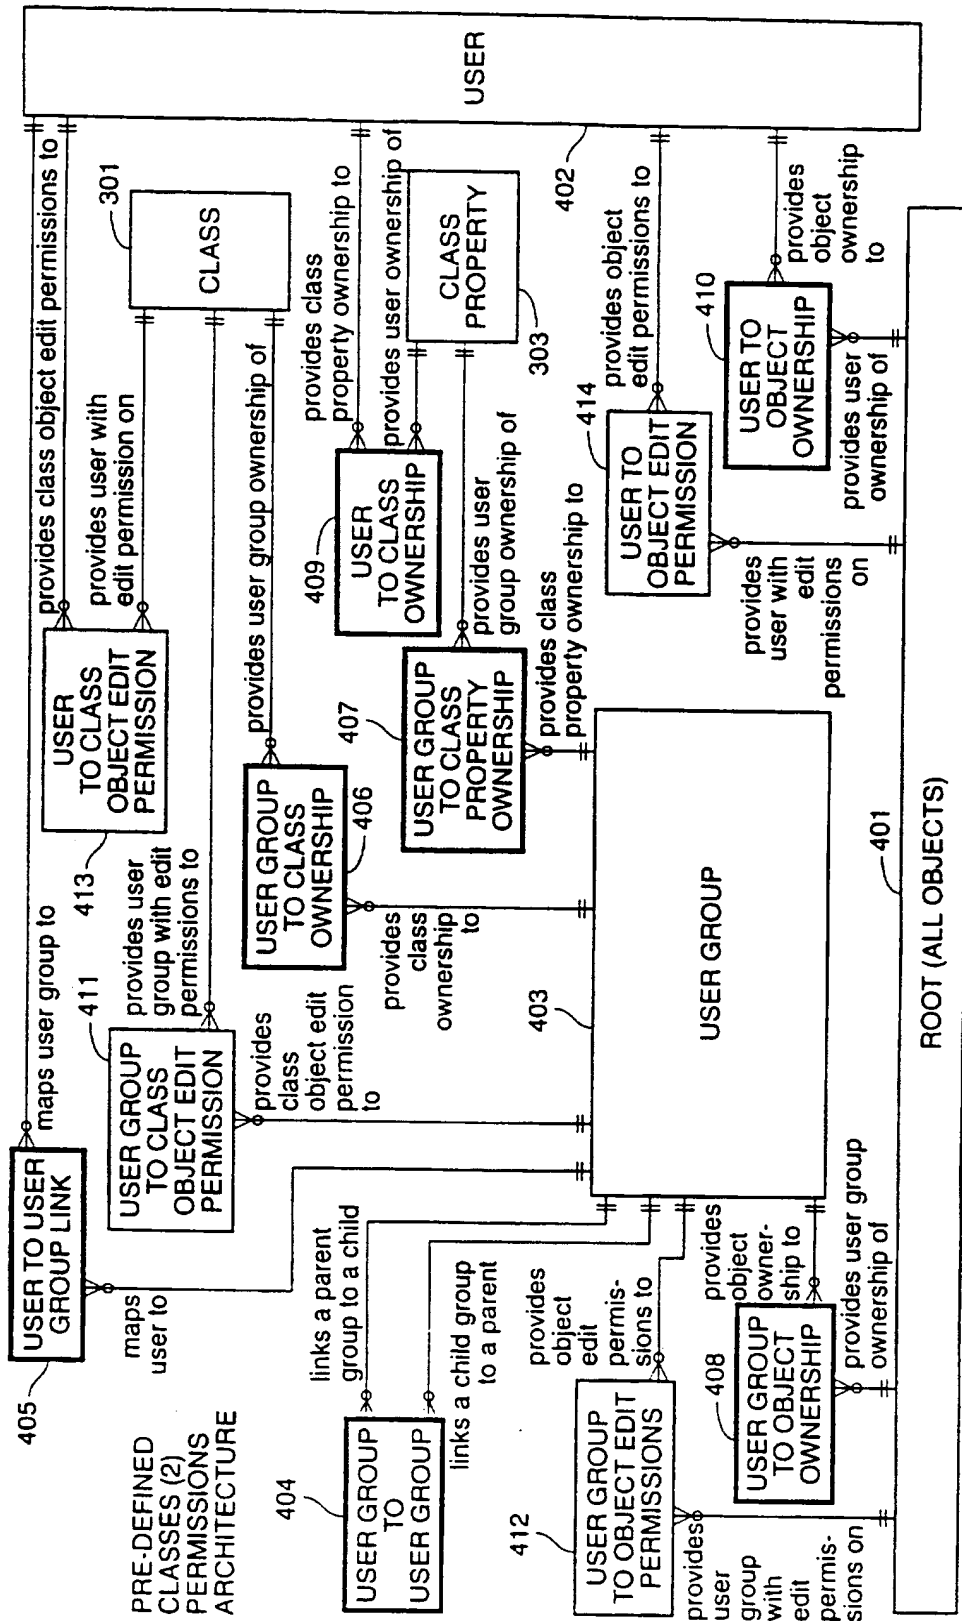 PRE-DEFINED
CLASSES (2)
PERMISSIONS
ARCHITECTURE
405
USER TO USER
GROUP LINK
maps user group to
maps
user to
provides class object edit permissions to
USER
402
301
CLASS
413
USER
TO CLASS
OBJECT EDIT
PERMISSION
provides user with
edit permission on
411
USER GROUP
TO CLASS
OBJECT EDIT
PERMISSION
provides user
group with edit
permissions to
provides
class
object edit
permission
to
406
USER GROUP
TO CLASS
OWNERSHIP
provides user group ownership of
provides
class
ownership
to
409
USER
TO CLASS
OWNERSHIP
provides class
property ownership to
provides user ownership of
CLASS
PROPERTY
303
407
USER GROUP
TO CLASS
PROPERTY
OWNERSHIP
provides user
group ownership of
provides class
property ownership to
404
USER GROUP
TO
USER GROUP
links a parent
group to a child
links a child group
to a parent
403
USER GROUP
414
USER TO
OBJECT EDIT
PERMISSION
provides object
edit permissions to
provides
user with edit
permissions
on
410
USER TO
OBJECT
OWNERSHIP
provides
object
ownership
to
provides user
ownership of
412
USER GROUP
TO OBJECT EDIT
PERMISSIONS
provides
object
edit
permis-
sions to
provides
user
group
with
edit
permis-
sions on
408
USER GROUP
TO OBJECT
OWNERSHIP
provides
object
owner-
ship to
provides user group
ownership of
401
ROOT (ALL OBJECTS)